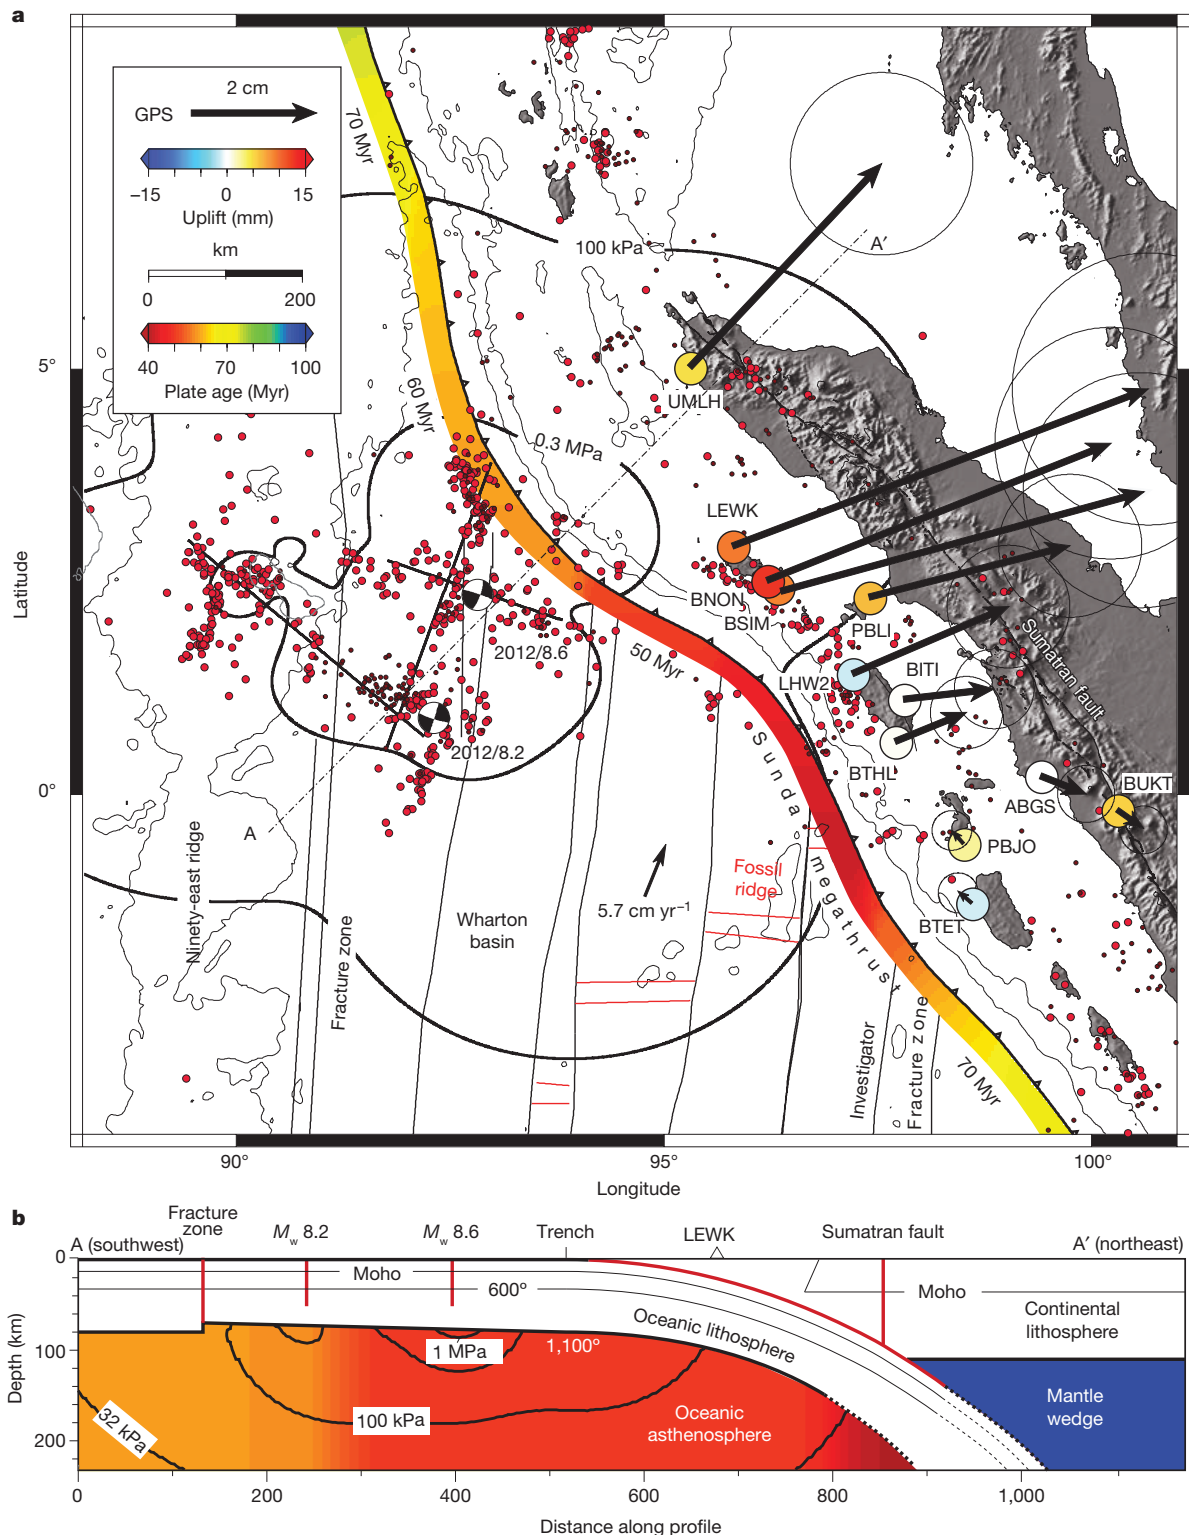 a
2 cm
GPS
−15
0
15
Uplift (mm)
km
0
200
40
70
100
Plate age (Myr)
70 Myr
100 kPa
A′
5°
UMLH
60 Myr
0.3 MPa
LEWK
Latitude
BNON
BSIM
PBLI
Sumatran fault
2012/8.6
50 Myr
LHW2
BITI
2012/8.2
BTHL
0°
ABGS
BUKT
A
PBJO
Sunda megathrust
Fossil
ridge
5.7 cm yr−1
BTET
Ninety-east ridge
Wharton
basin
Fracture zone
Investigator
Fracture zone
70 Myr
90°
95°
100°
Longitude
b
Fracture
zone
Mw 8.2
Mw 8.6
Trench
LEWK
Sumatran fault
A (southwest)
A′ (northeast)
0
Moho
600°
Moho
Continental
lithosphere
Oceanic lithosphere
1 MPa
1,100°
100
Depth (km)
32 kPa
100 kPa
Oceanic
asthenosphere
Mantle
wedge
200
0
200
400
600
800
1,000
Distance along profile